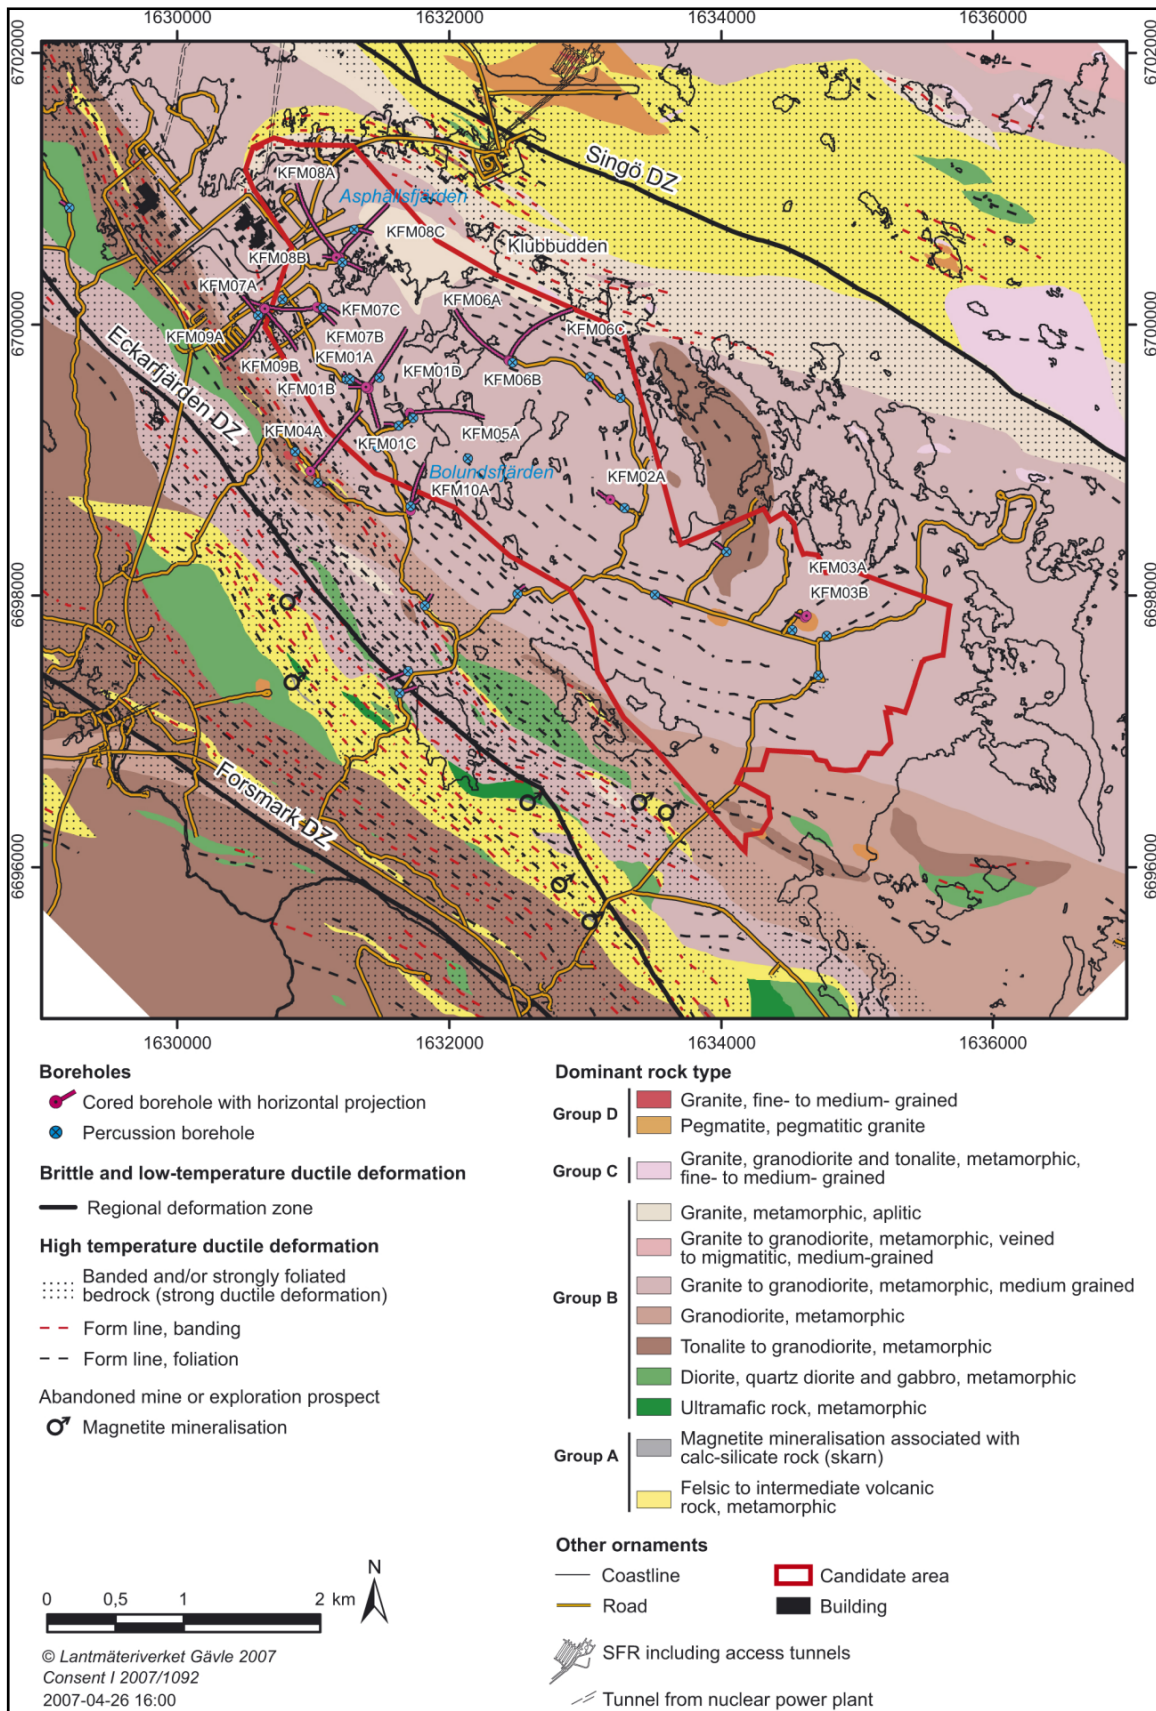 1630000
1632000
1634000
1636000
6702000
6702000
KFM08A
Asphällsfjärden
Singö DZ
KFM08C
Klubbudden
KFM08B
KFM07A
KFM07C
KFM06A
6700000
6700000
KFM09A
KFM07B
KFM06C
KFM01A
KFM09B
KFM01D
KFM06B
KFM01B
Eckarfjärden DZ
KFM04A
KFM01C
KFM05A
Bolundsfjärden
KFM02A
KFM10A
KFM03A
KFM03B
6698000
6698000
Forsmark DZ
6696000
6696000
1630000
1632000
1634000
1636000
Boreholes
Cored borehole with horizontal projection
Percussion borehole
Brittle and low-temperature ductile deformation
Regional deformation zone
High temperature ductile deformation
Banded and/or strongly foliated
bedrock (strong ductile deformation)
Form line, banding
Form line, foliation
Abandoned mine or exploration prospect
Magnetite mineralisation
Dominant rock type
Group D
Granite, fine- to medium- grained
Pegmatite, pegmatitic granite
Group C
Granite, granodiorite and tonalite, metamorphic,
fine- to medium- grained
Group B
Granite, metamorphic, aplitic
Granite to granodiorite, metamorphic, veined
to migmatitic, medium-grained
Granite to granodiorite, metamorphic, medium grained
Granodiorite, metamorphic
Tonalite to granodiorite, metamorphic
Diorite, quartz diorite and gabbro, metamorphic
Ultramafic rock, metamorphic
Group A
Magnetite mineralisation associated with
calc-silicate rock (skarn)
Felsic to intermediate volcanic
rock, metamorphic
Other ornaments
Coastline
Candidate area
Road
Building
SFR including access tunnels
Tunnel from nuclear power plant
N
0 0,5 1 2 km
© Lantmäteriverket Gävle 2007
Consent I 2007/1092
2007-04-26 16:00